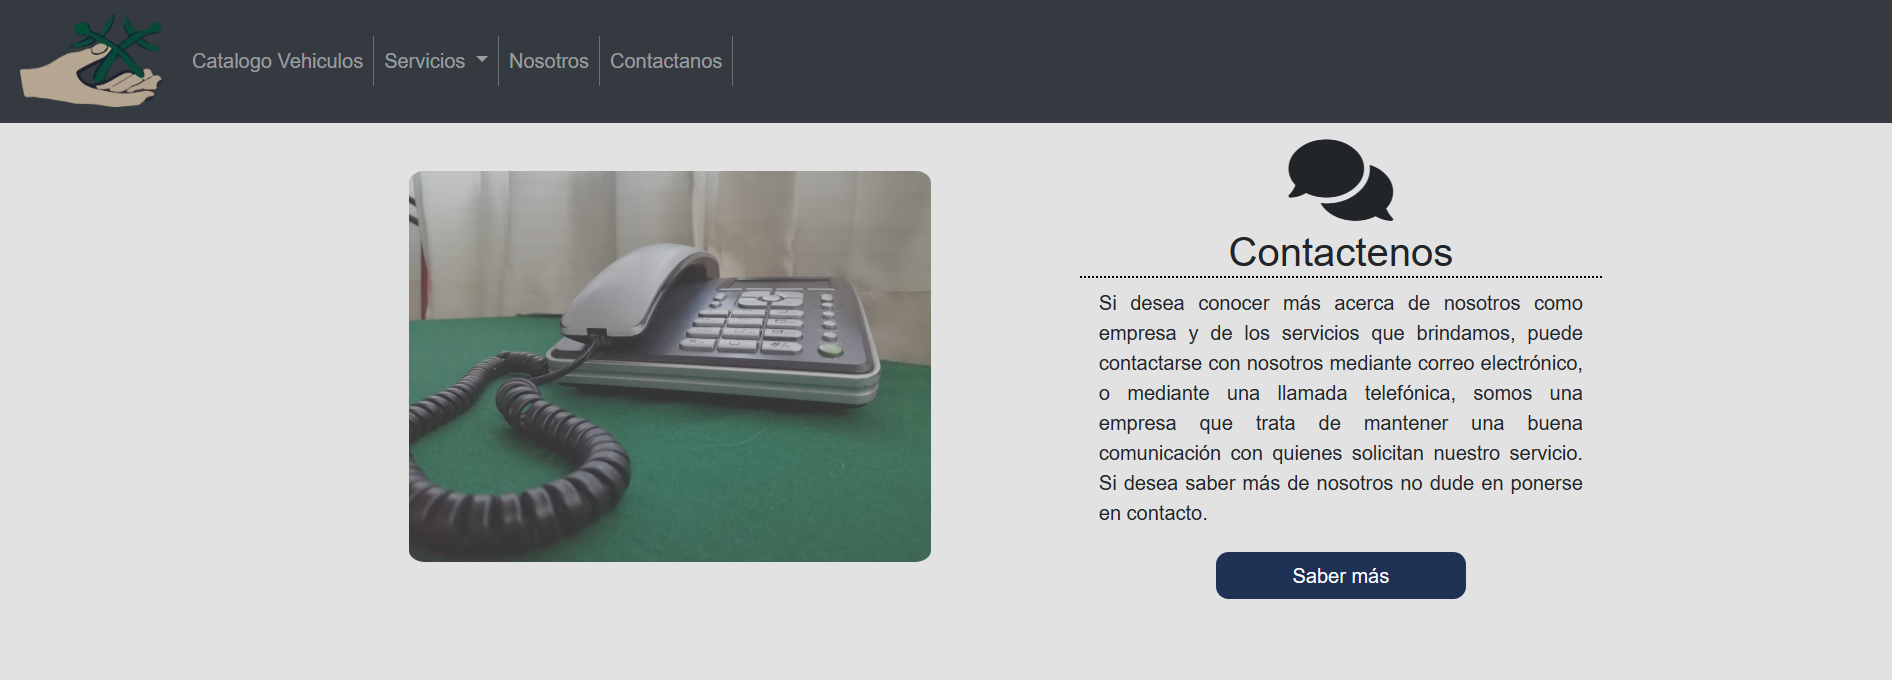 Catalogo Vehiculos Servicios Nosotros Contactanos
Contactenos
Si desea conocer más acerca de nosotros como
empresa y de los servicios que brindamos, puede
contactarse con nosotros mediante correo electrónico,
o mediante una llamada telefónica, somos una
empresa que trata de mantener una buena
comunicación con quienes solicitan nuestro servicio.
Si desea saber más de nosotros no dude en ponerse
en contacto.
Saber más